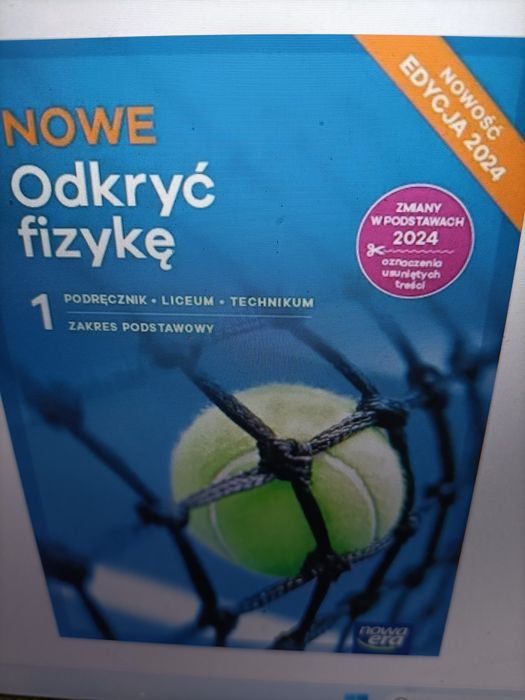 NOWOŚĆ
EDYCJA 2024
NOWE
Odkryć
fizykę
ZMIANY
W PODSTAWACH
2024
oznaczenia
usuniętych
treści
1 PODRĘCZNIK • LICEUM • TECHNIKUM
ZAKRES PODSTAWOWY
nowa
era